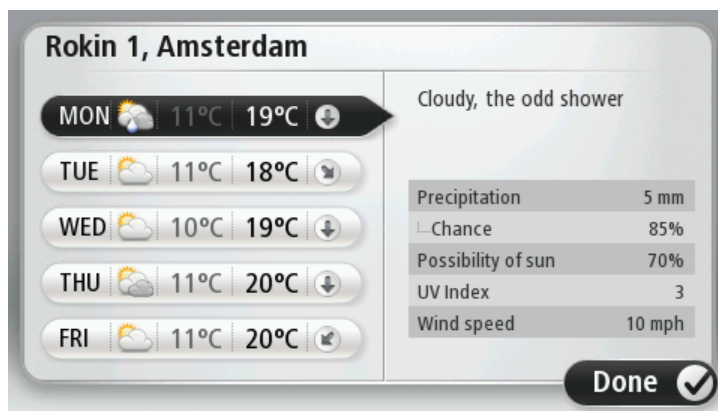 Rokin 1, Amsterdam
MON 11°C 19°C
TUE 11°C 18°C
WED 10°C 19°C
THU 11°C 20°C
FRI 11°C 20°C
Cloudy, the odd shower
Precipitation 5 mm
Chance 85%
Possibility of sun 70%
UV Index 3
Wind speed 10 mph
Done